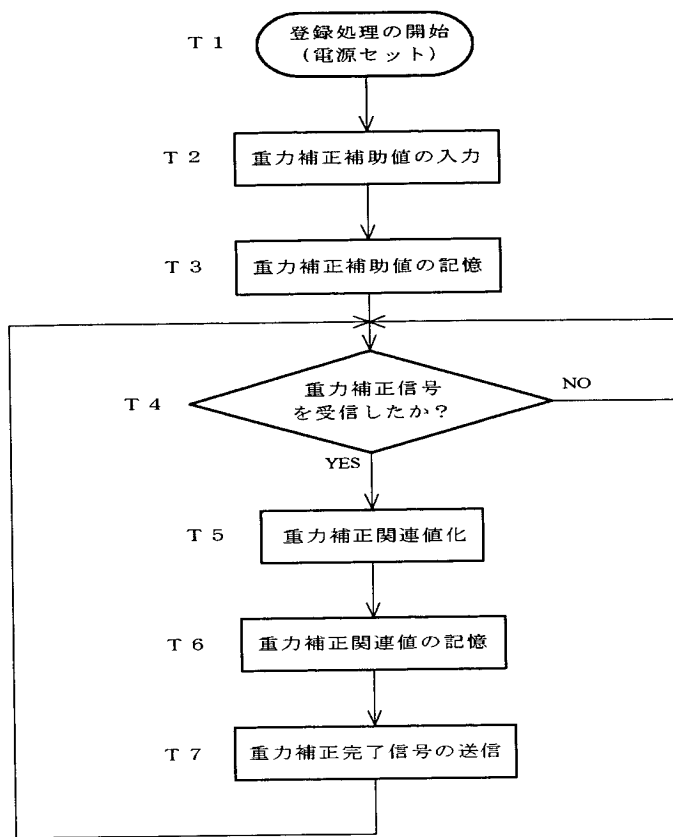 T 1
登録処理の開始
(電源セット)
T 2
重力補正補助値の入力
T 3
重力補正補助値の記憶
T 4
重力補正信号
を受信したか？
NO
YES
T 5
重力補正関連値化
T 6
重力補正関連値の記憶
T 7
重力補正完了信号の送信